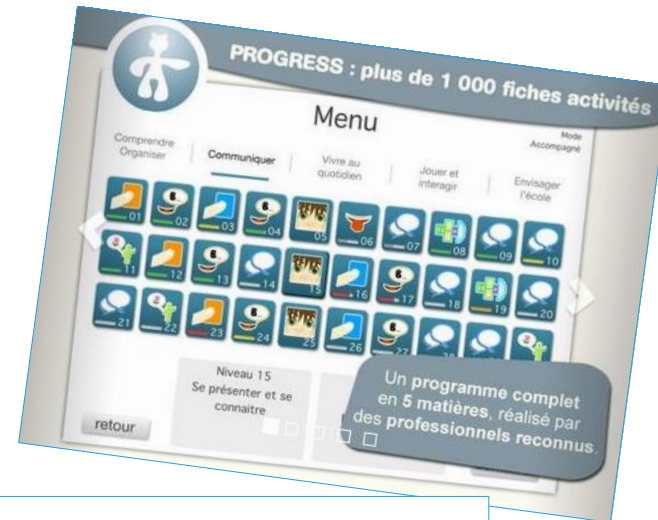 PROGRESS : plus de 1 000 fiches activités
Menu
Mode
Accompagné
Comprendre
Organiser
Communiquer
Vivre au
quotidien
Jouer et
interagir
Envisager
l'école
01 02 03 04 05 06 07 08 09 10
11 12 13 14 15 16 17 18 19 20
21 22 23 24 25 26 27
Niveau 15
Se présenter et se
connaitre
Un programme complet
en 5 matières, réalisé par
des professionnels reconnus.
retour